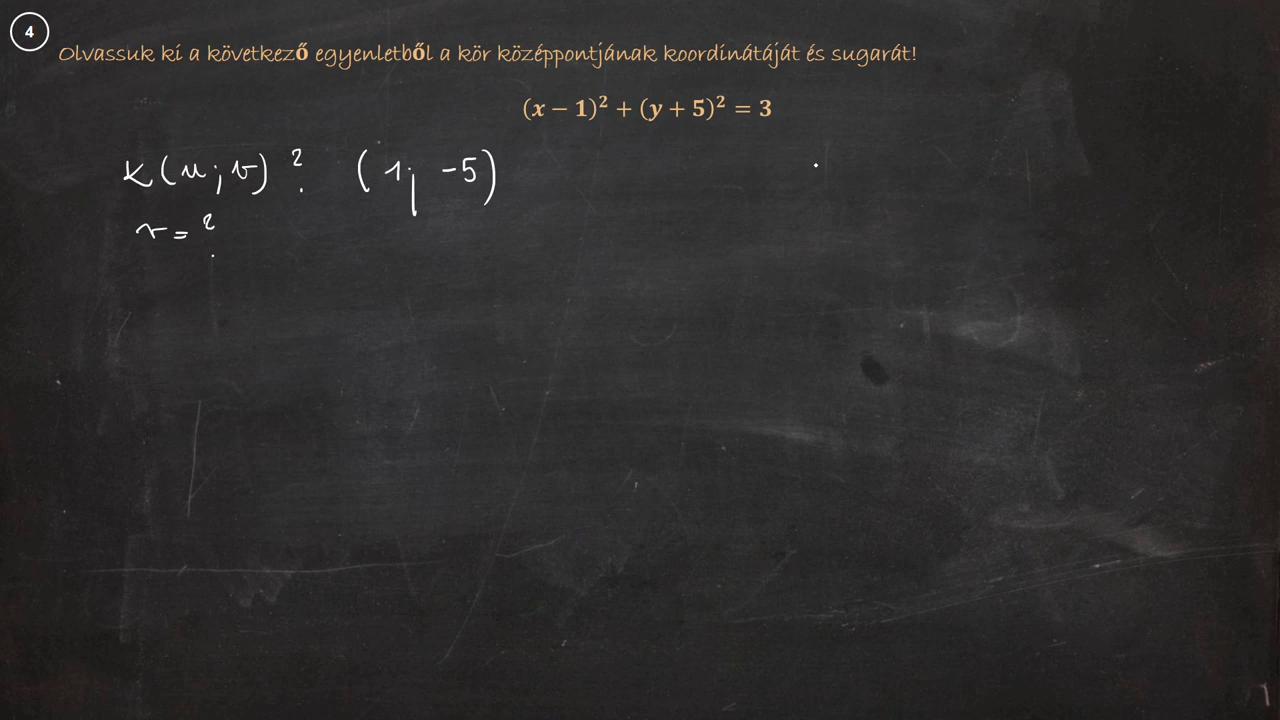 4
Olvassuk ki a következő egyenletből a kör középpontjának koordinátáját és sugarát!
(x − 1)² + (y + 5)² = 3
K(u; v) ? (1; -5)
r = ?